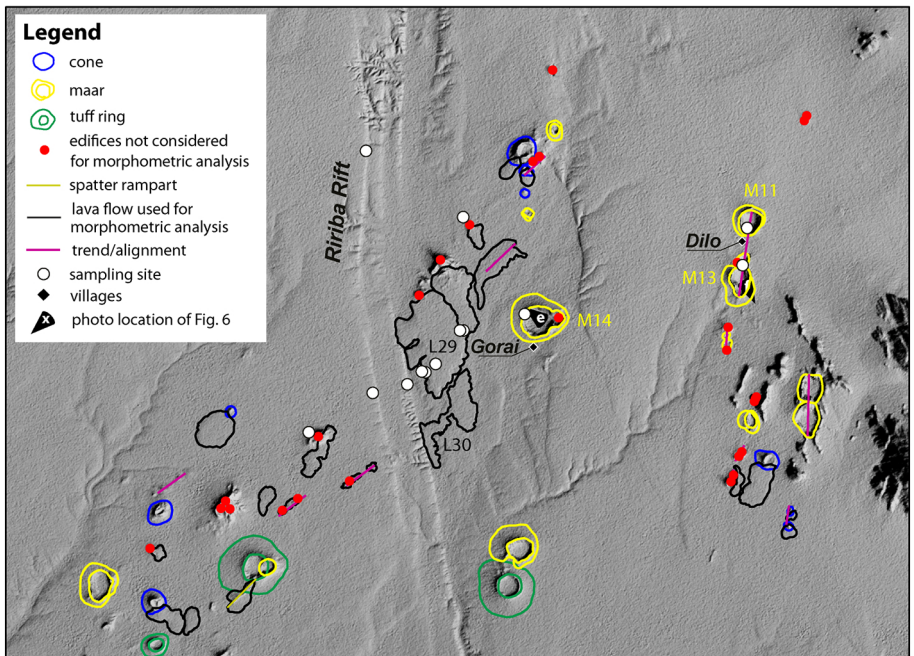 Legend
cone
maar
tuff ring
edifices not considered
for morphometric analysis
spatter rampart
lava flow used for
morphometric analysis
trend/alignment
sampling site
villages
x
photo location of Fig. 6
Ririba Rift
M11
Dilo
M13
e
M14
L29
Gorai
L30